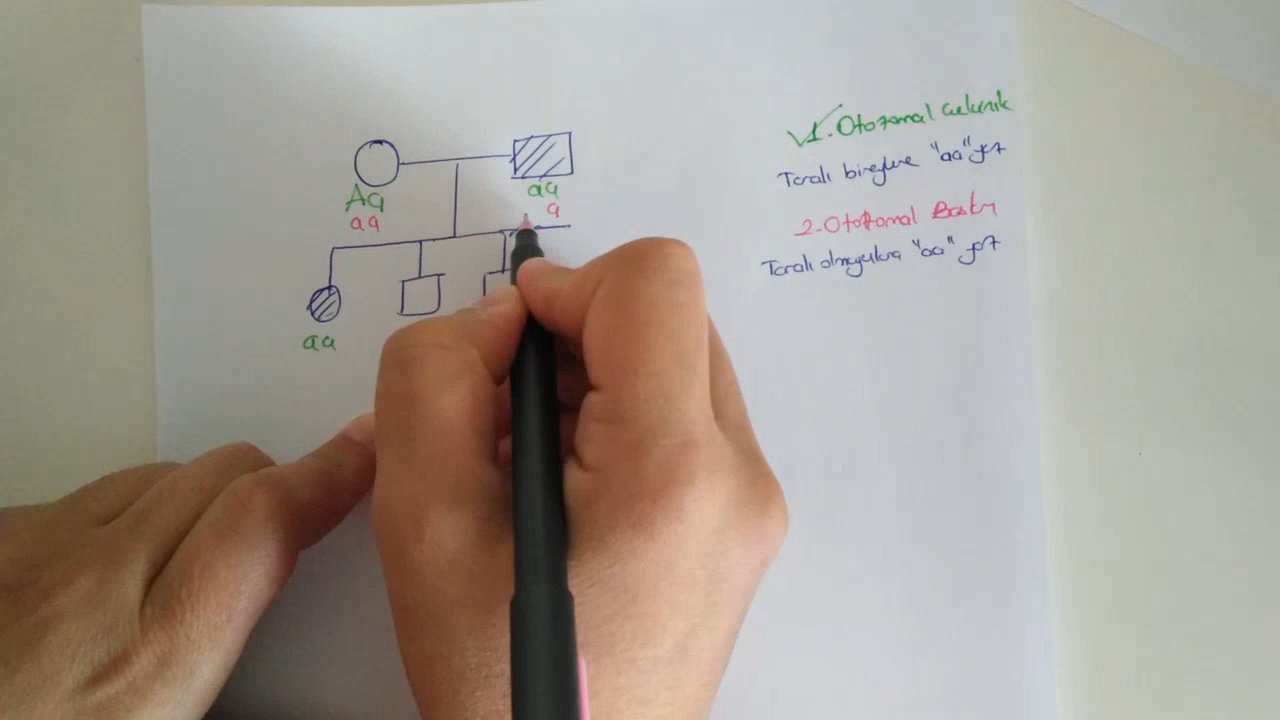 Aa
aa
aa
a
aa
✓1. Otozomal Çekinik
Taralı bireylere "aa" yaz
2. Otozomal Baskın
Taralı olmayanlara "aa" yaz